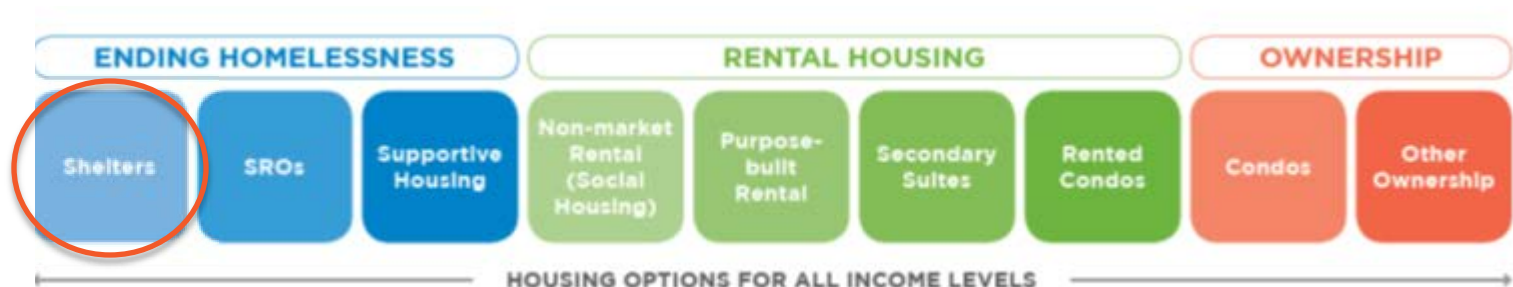 ENDING HOMELESSNESS
RENTAL HOUSING
OWNERSHIP
Shelters
SROs
Supportive
Housing
Non-market
Rental
(Social
Housing)
Purpose-
built
Rental
Secondary
Suites
Rented
Condos
Condos
Other
Ownership
HOUSING OPTIONS FOR ALL INCOME LEVELS